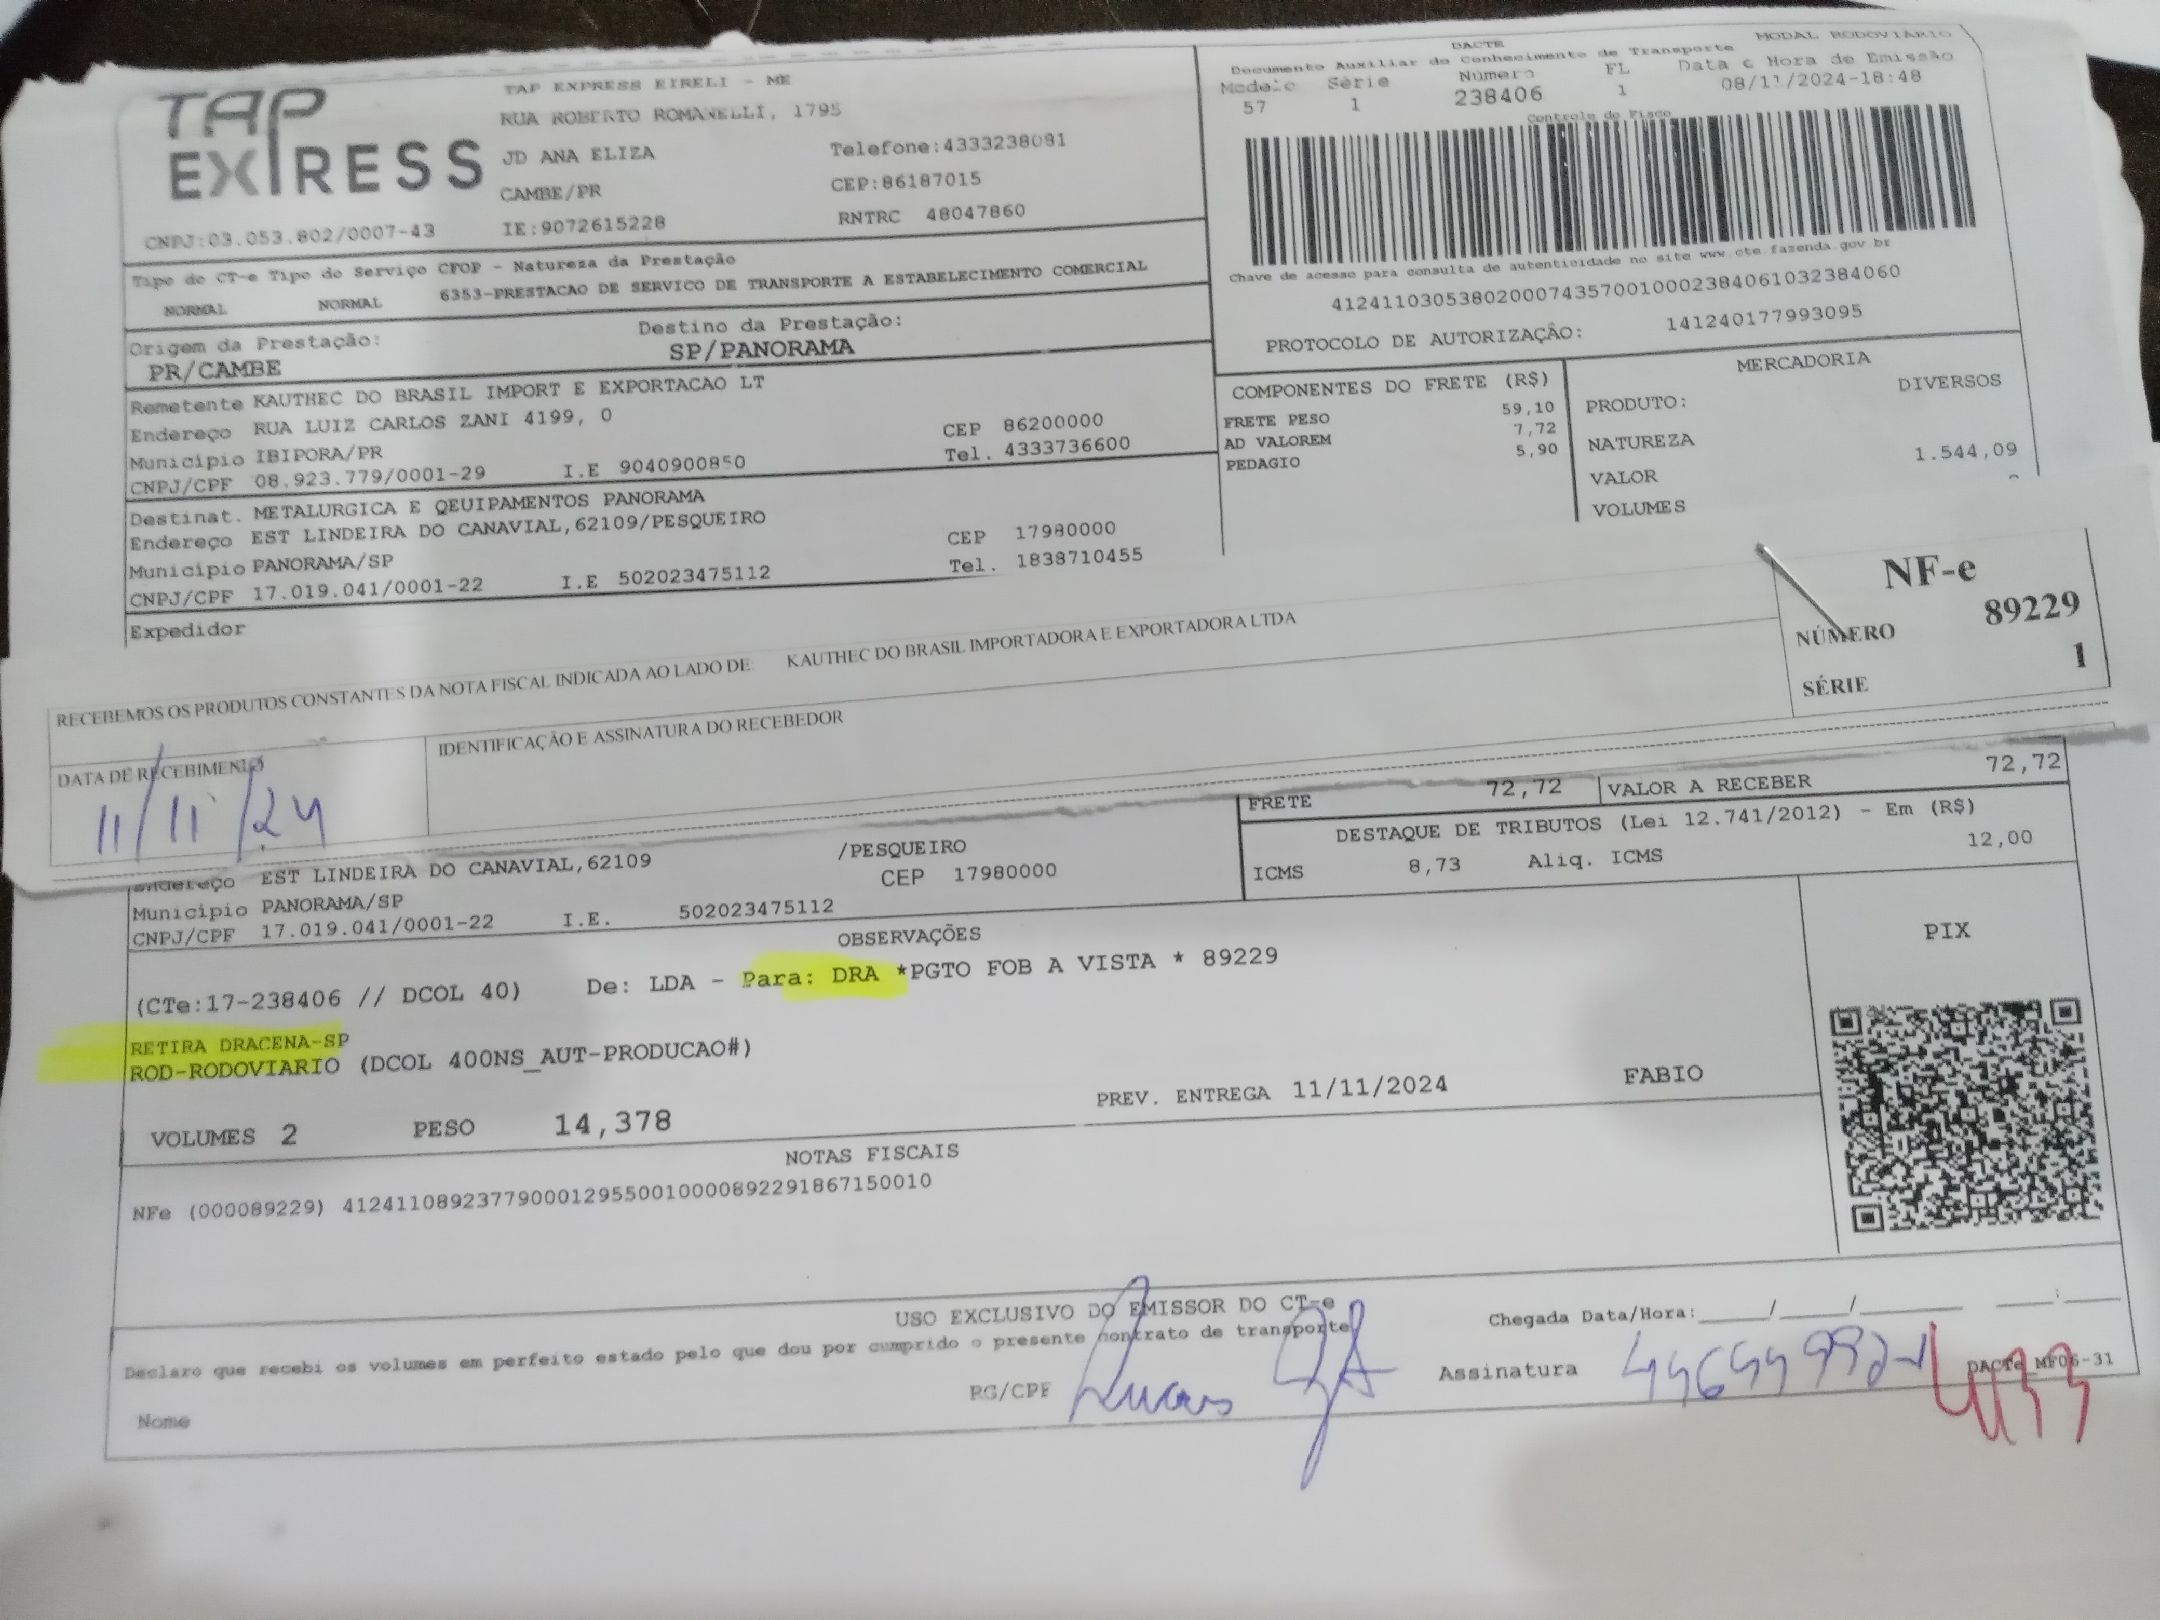 TAP EXPRESS
TAP EXPRESS EIRELI - ME
RUA ROBERTO ROMANELLI, 1795
JD ANA ELIZA Telefone:4333238091
CAMBE/PR CEP:86187015
CNPJ:03.053.802/0007-43 IE:9072615228 RNTRC 48047860
DACTE MODAL RODOVIÁRIO
Documento Auxiliar do Conhecimento de Transporte
Modelo Série Número FL Data e Hora de Emissão
57 1 238406 1 08/11/2024-18:48
Controle do Fisco
Chave de acesso para consulta de autenticidade no site www.cte.fazenda.gov.br
41241103053802000743570010002384061032384060
PROTOCOLO DE AUTORIZAÇÃO: 141240177993095
Tipo do CT-e Tipo do Serviço CFOP - Natureza da Prestação
NORMAL NORMAL 6353-PRESTACAO DE SERVICO DE TRANSPORTE A ESTABELECIMENTO COMERCIAL
Origem da Prestação: Destino da Prestação:
PR/CAMBE SP/PANORAMA
Remetente KAUTHEC DO BRASIL IMPORT E EXPORTACAO LT
Endereço RUA LUIZ CARLOS ZANI 4199, 0 CEP 86200000
Município IBIPORA/PR Tel. 4333736600
CNPJ/CPF 08.923.779/0001-29 I.E 9040900850
Destinat. METALURGICA E QEUIPAMENTOS PANORAMA
Endereço EST LINDEIRA DO CANAVIAL,62109/PESQUEIRO CEP 17980000
Município PANORAMA/SP Tel. 1838710455
CNPJ/CPF 17.019.041/0001-22 I.E 502023475112
Expedidor
COMPONENTES DO FRETE (R$)
FRETE PESO 59,10
AD VALOREM 7,72
PEDAGIO 5,90
MERCADORIA
PRODUTO: DIVERSOS
NATUREZA
VALOR 1.544,09
VOLUMES
RECEBEMOS OS PRODUTOS CONSTANTES DA NOTA FISCAL INDICADA AO LADO DE: KAUTHEC DO BRASIL IMPORTADORA E EXPORTADORA LTDA
NF-e
NÚMERO 89229
SÉRIE 1
DATA DE RECEBIMENTO IDENTIFICAÇÃO E ASSINATURA DO RECEBEDOR
11/11/24
FRETE 72,72 VALOR A RECEBER 72,72
DESTAQUE DE TRIBUTOS (Lei 12.741/2012) - Em (R$)
ICMS 8,73 Aliq. ICMS 12,00
Endereço EST LINDEIRA DO CANAVIAL,62109 /PESQUEIRO
Município PANORAMA/SP CEP 17980000
CNPJ/CPF 17.019.041/0001-22 I.E. 502023475112
OBSERVAÇÕES
(CTe:17-238406 // DCOL 40) De: LDA - Para: DRA *PGTO FOB A VISTA * 89229
RETIRA DRACENA-SP
ROD-RODOVIARIO (DCOL 400NS_AUT-PRODUCAO#)
VOLUMES 2 PESO 14,378 PREV. ENTREGA 11/11/2024 FABIO
PIX
NOTAS FISCAIS
NFe (000089229) 41241108923779000129550010000892291867150010
USO EXCLUSIVO DO EMISSOR DO CT-e
Declaro que recebi os volumes em perfeito estado pelo que dou por cumprido o presente contrato de transporte
Chegada Data/Hora:_____/_____/_______ ____:____
Nome RG/CPF Lucas Assinatura
DACTe_MF06-31